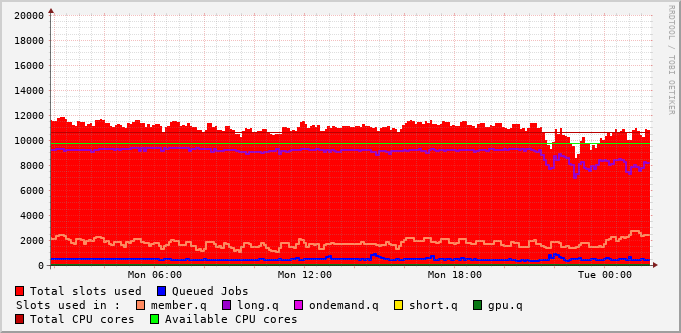 RRDTOOL / TOBI OETIKER
20000
18000
16000
14000
12000
10000
8000
6000
4000
2000
0
Mon 06:00 Mon 12:00 Mon 18:00 Tue 00:00
Total slots used Queued Jobs
Slots used in : member.q long.q ondemand.q short.q gpu.q
Total CPU cores Available CPU cores